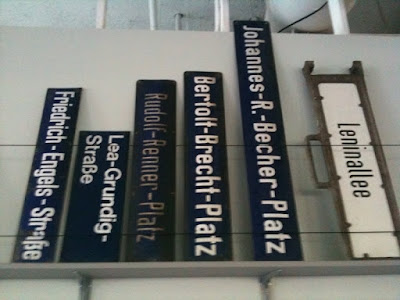 Friedrich-Engels-Straße
Lea-Grundig-
Straße
Rudolf-Renner-Platz
Bertolt-Brecht-Platz
Johannes-R.-Becher-Platz
Leninallee